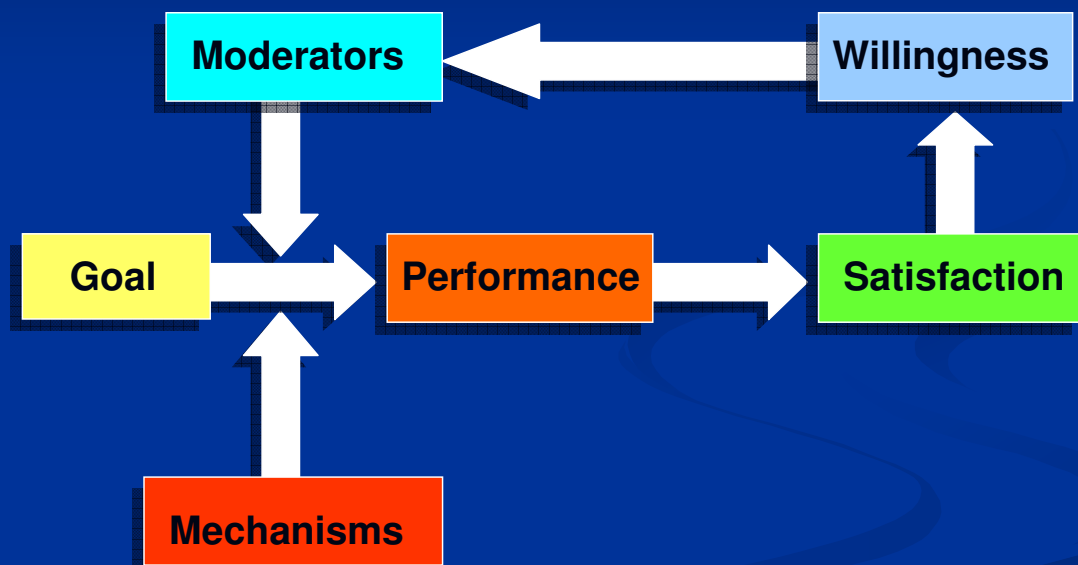 Moderators
Willingness
Goal
Performance
Satisfaction
Mechanisms